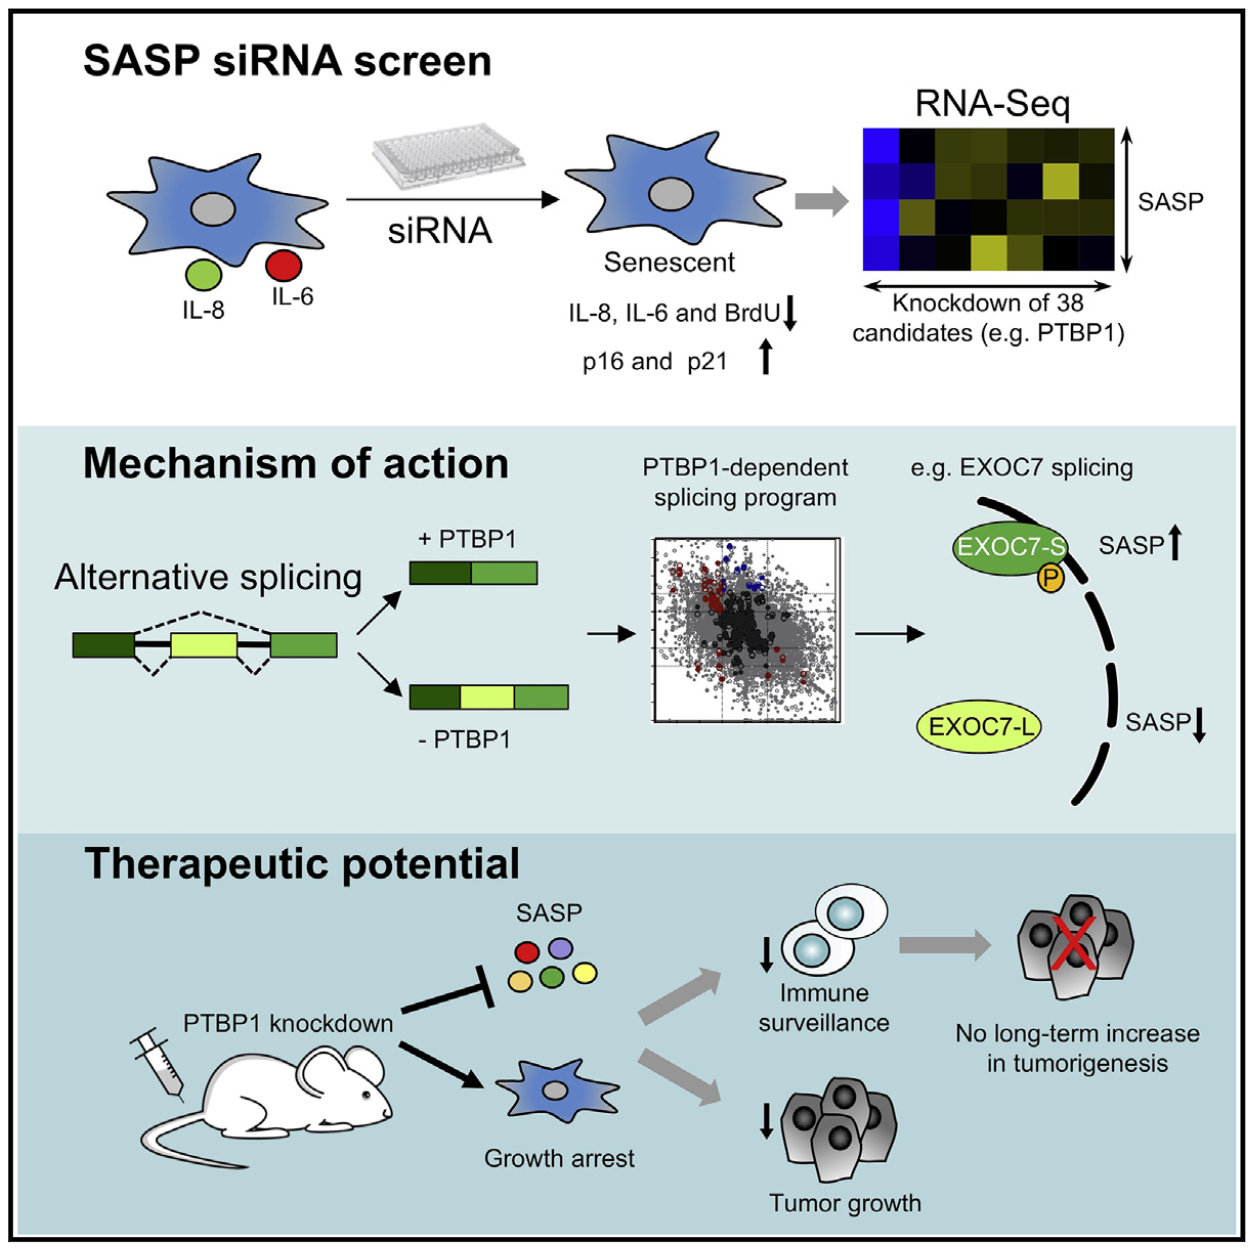 SASP siRNA screen
RNA-Seq
siRNA
SASP
IL-8
IL-6
Senescent
IL-8, IL-6 and BrdU
p16 and p21
Knockdown of 38
candidates (e.g. PTBP1)
Mechanism of action
PTBP1-dependent
splicing program
e.g. EXOC7 splicing
Alternative splicing
+ PTBP1
- PTBP1
EXOC7-S
P
SASP
EXOC7-L
SASP
Therapeutic potential
SASP
PTBP1 knockdown
Growth arrest
Immune
surveillance
No long-term increase
in tumorigenesis
Tumor growth